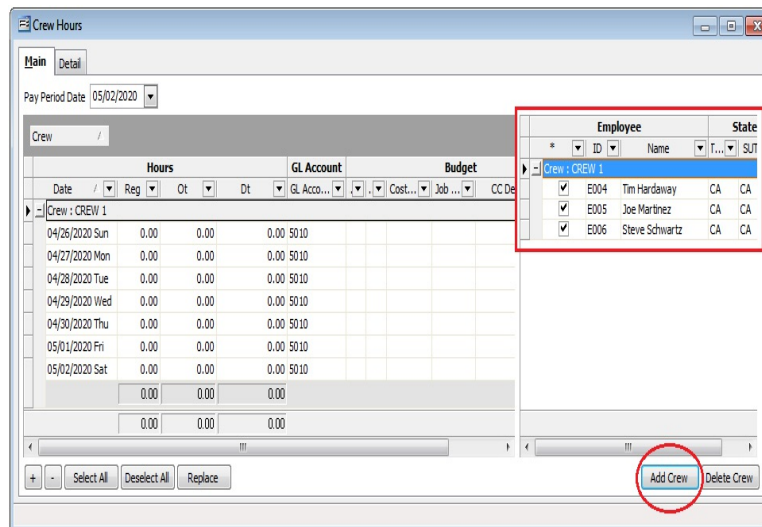 Crew Hours
Main Detail
Pay Period Date 05/02/2020
Crew /
Hours GL Account Budget
Date / Reg Ot Dt GL Acco... . . Cost... Job ... CC De
Crew : CREW 1
04/26/2020 Sun 0.00 0.00 0.00 5010
04/27/2020 Mon 0.00 0.00 0.00 5010
04/28/2020 Tue 0.00 0.00 0.00 5010
04/29/2020 Wed 0.00 0.00 0.00 5010
04/30/2020 Thu 0.00 0.00 0.00 5010
05/01/2020 Fri 0.00 0.00 0.00 5010
05/02/2020 Sat 0.00 0.00 0.00 5010
0.00 0.00 0.00
0.00 0.00 0.00
Employee State
* ID Name T... SUT
Crew : CREW 1
E004 Tim Hardaway CA CA
E005 Joe Martinez CA CA
E006 Steve Schwartz CA CA
+ - Select All Deselect All Replace Add Crew Delete Crew